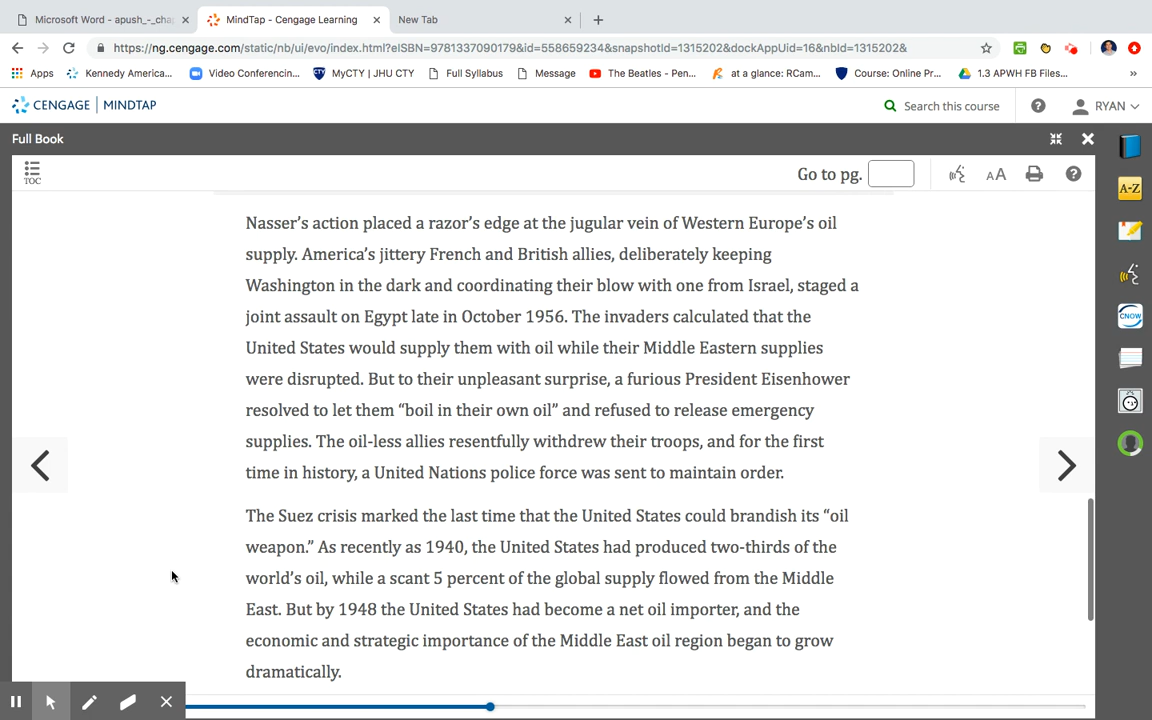 Microsoft Word - apush_-_cha
MindTap - Cengage Learning
New Tab
https://ng.cengage.com/static/nb/ui/evo/index.html?eISBN=9781337090179&id=558659234&snapshotId=1315202&dockAppUid=16&nbId=1315202&
Apps
Kennedy America...
Video Conferencin...
CTY MyCTY | JHU CTY
Full Syllabus
Message
The Beatles - Pen...
at a glance: RCam...
Course: Online Pr...
1.3 APWH FB Files...
»
CENGAGE | MINDTAP
Search this course
RYAN
Full Book
TOC
Go to pg.
AA
A-Z
CNOW
Nasser's action placed a razor's edge at the jugular vein of Western Europe's oil
supply. America's jittery French and British allies, deliberately keeping
Washington in the dark and coordinating their blow with one from Israel, staged a
joint assault on Egypt late in October 1956. The invaders calculated that the
United States would supply them with oil while their Middle Eastern supplies
were disrupted. But to their unpleasant surprise, a furious President Eisenhower
resolved to let them “boil in their own oil” and refused to release emergency
supplies. The oil-less allies resentfully withdrew their troops, and for the first
time in history, a United Nations police force was sent to maintain order.
The Suez crisis marked the last time that the United States could brandish its “oil
weapon.” As recently as 1940, the United States had produced two-thirds of the
world's oil, while a scant 5 percent of the global supply flowed from the Middle
East. But by 1948 the United States had become a net oil importer, and the
economic and strategic importance of the Middle East oil region began to grow
dramatically.